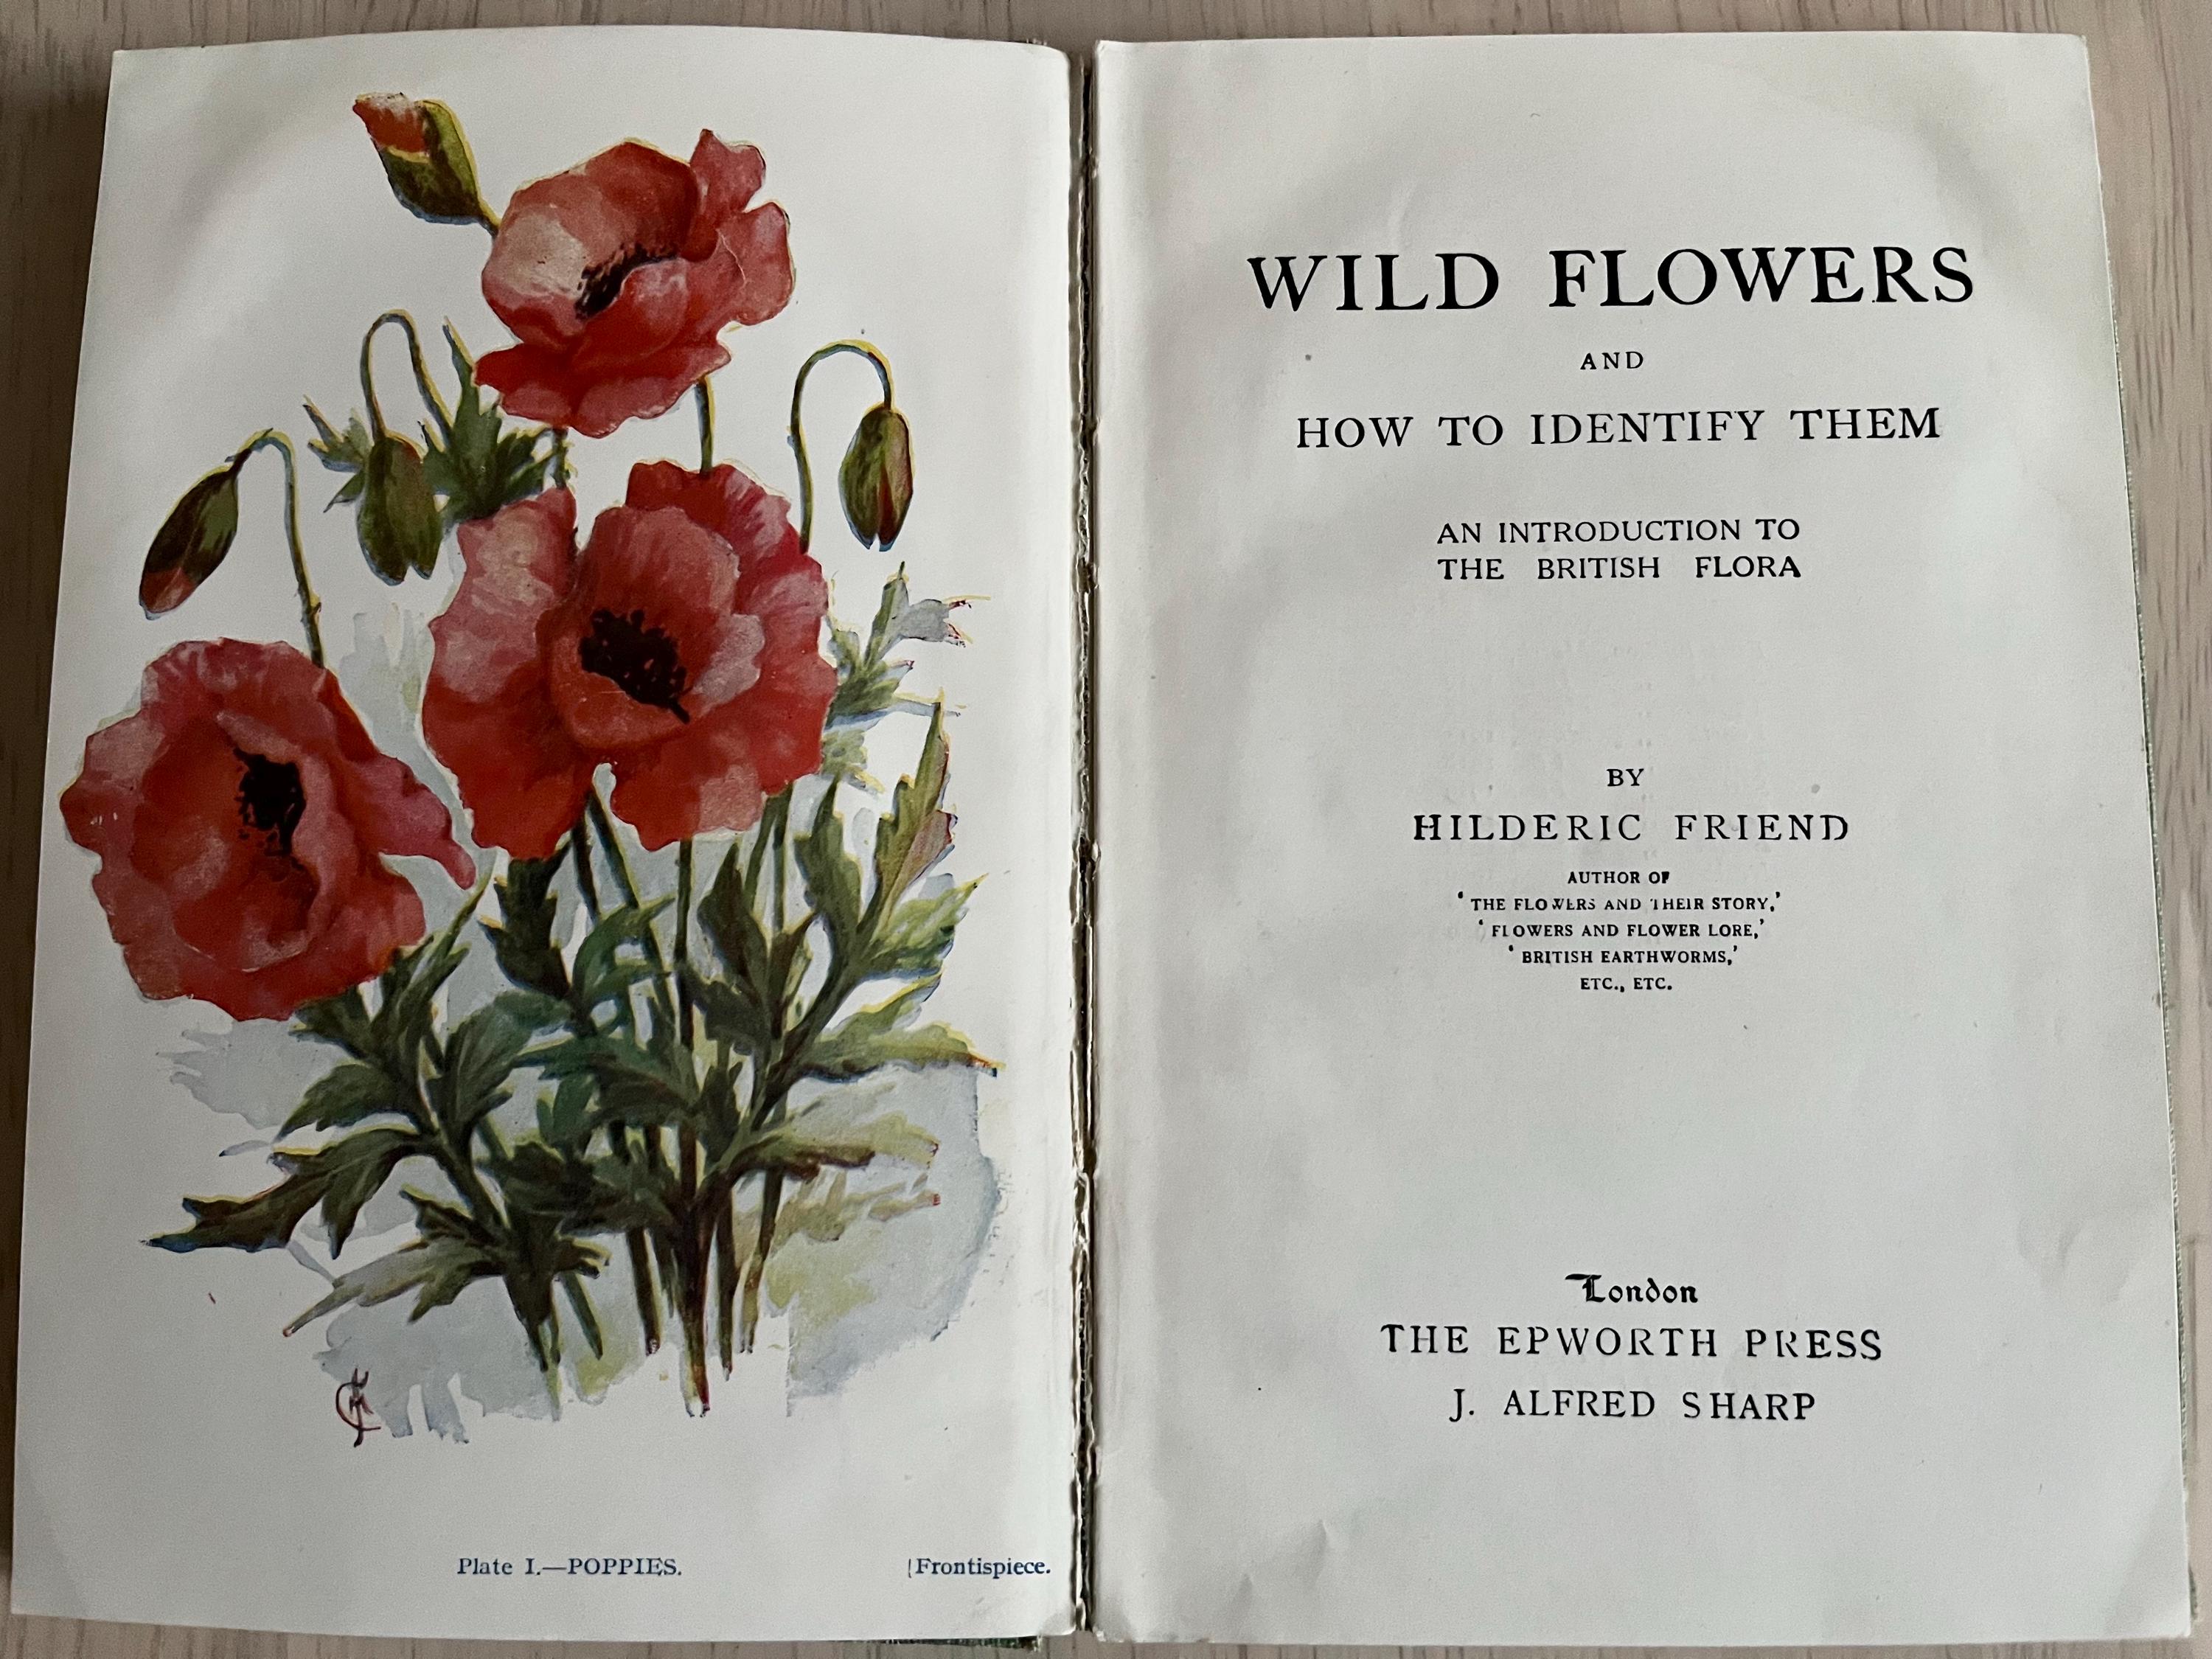 Plate I.—POPPIES.
[Frontispiece.
WILD FLOWERS
AND
HOW TO IDENTIFY THEM
AN INTRODUCTION TO
THE BRITISH FLORA
BY
HILDERIC FRIEND
AUTHOR OF
'THE FLOWERS AND THEIR STORY,'
'FLOWERS AND FLOWER LORE,'
'BRITISH EARTHWORMS,'
ETC., ETC.
London
THE EPWORTH PRESS
J. ALFRED SHARP